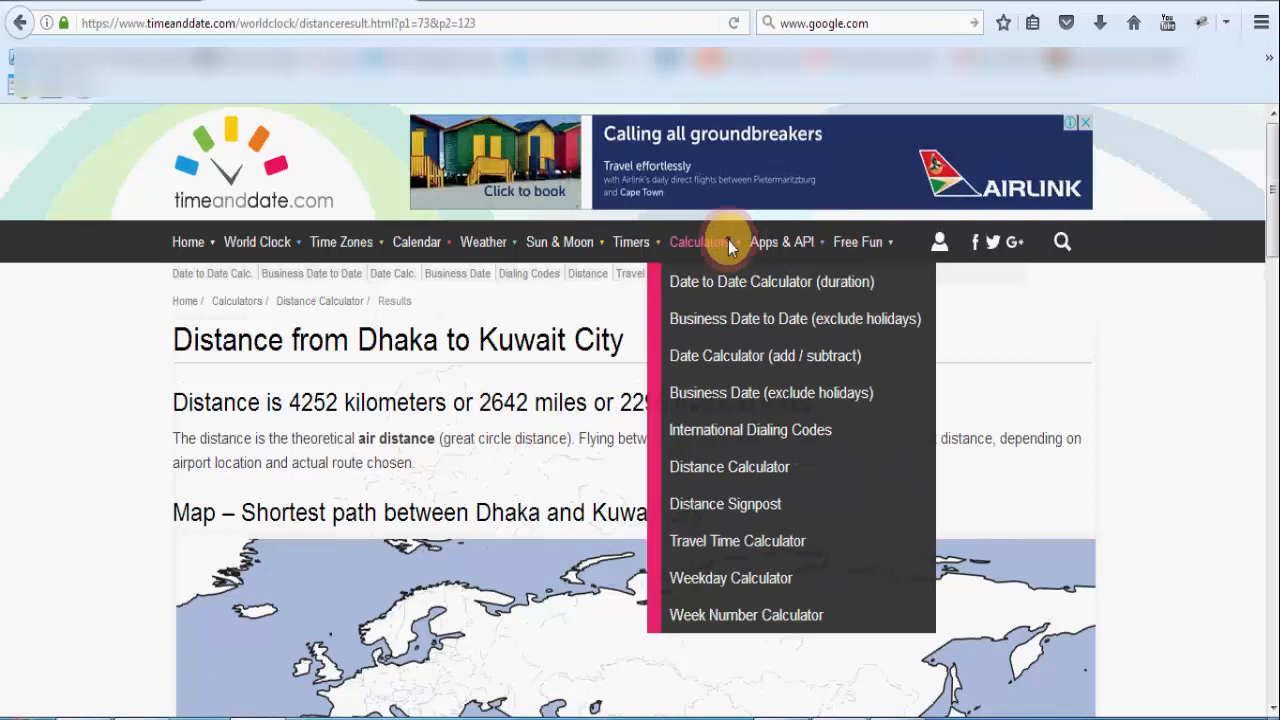 https://www.timeanddate.com/worldclock/distanceresult.html?p1=73&p2=123
www.google.com
You
Tube
timeanddate.com
Click to book
Calling all groundbreakers
Travel effortlessly
with Airlink's daily direct flights between Pietermaritzburg
and Cape Town
AIRLINK
Home World Clock Time Zones Calendar Weather Sun & Moon Timers Calculators Apps & API Free Fun
Date to Date Calc. | Business Date to Date | Date Calc. | Business Date | Dialing Codes | Distance | Travel
Home / Calculators / Distance Calculator / Results
Distance from Dhaka to Kuwait City
Distance is 4252 kilometers or 2642 miles or 229
The distance is the theoretical air distance (great circle distance). Flying betw
distance, depending on
airport location and actual route chosen.
Map – Shortest path between Dhaka and Kuwa
Date to Date Calculator (duration)
Business Date to Date (exclude holidays)
Date Calculator (add / subtract)
Business Date (exclude holidays)
International Dialing Codes
Distance Calculator
Distance Signpost
Travel Time Calculator
Weekday Calculator
Week Number Calculator